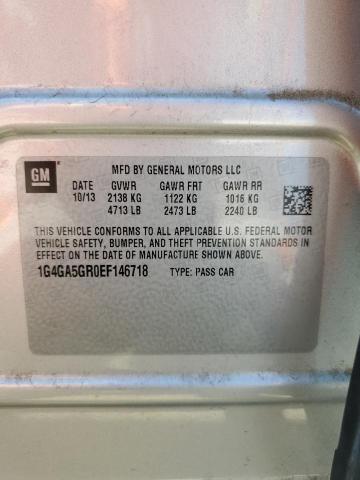 GM
MFD BY GENERAL MOTORS LLC
DATE GVWR GAWR FRT GAWR RR
10/13 2138 KG 1122 KG 1016 KG
4713 LB 2473 LB 2240 LB
THIS VEHICLE CONFORMS TO ALL APPLICABLE U.S. FEDERAL MOTOR
VEHICLE SAFETY, BUMPER, AND THEFT PREVENTION STANDARDS IN
EFFECT ON THE DATE OF MANUFACTURE SHOWN ABOVE.
1G4GA5GR0EF146718 TYPE: PASS CAR